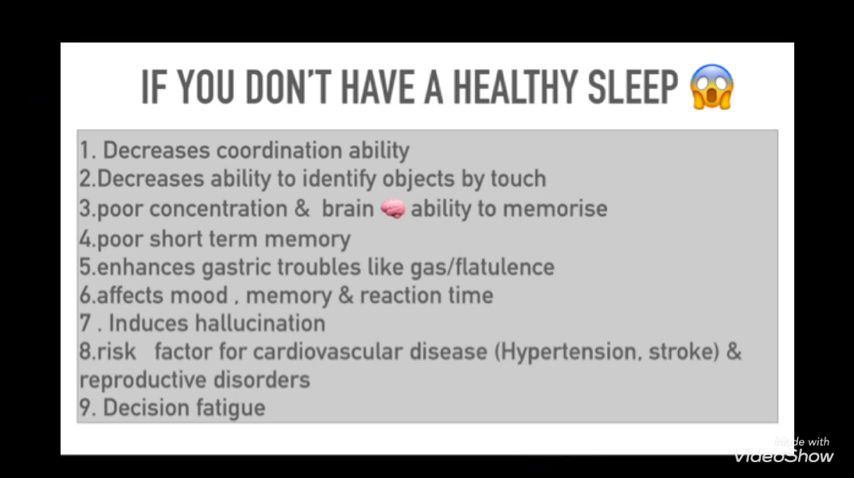 IF YOU DON'T HAVE A HEALTHY SLEEP 😱
1. Decreases coordination ability
2.Decreases ability to identify objects by touch
3.poor concentration & brain 🧠 ability to memorise
4.poor short term memory
5.enhances gastric troubles like gas/flatulence
6.affects mood , memory & reaction time
7 . Induces hallucination
8.risk factor for cardiovascular disease (Hypertension, stroke) &
reproductive disorders
9. Decision fatigue
Made with
VideoShow